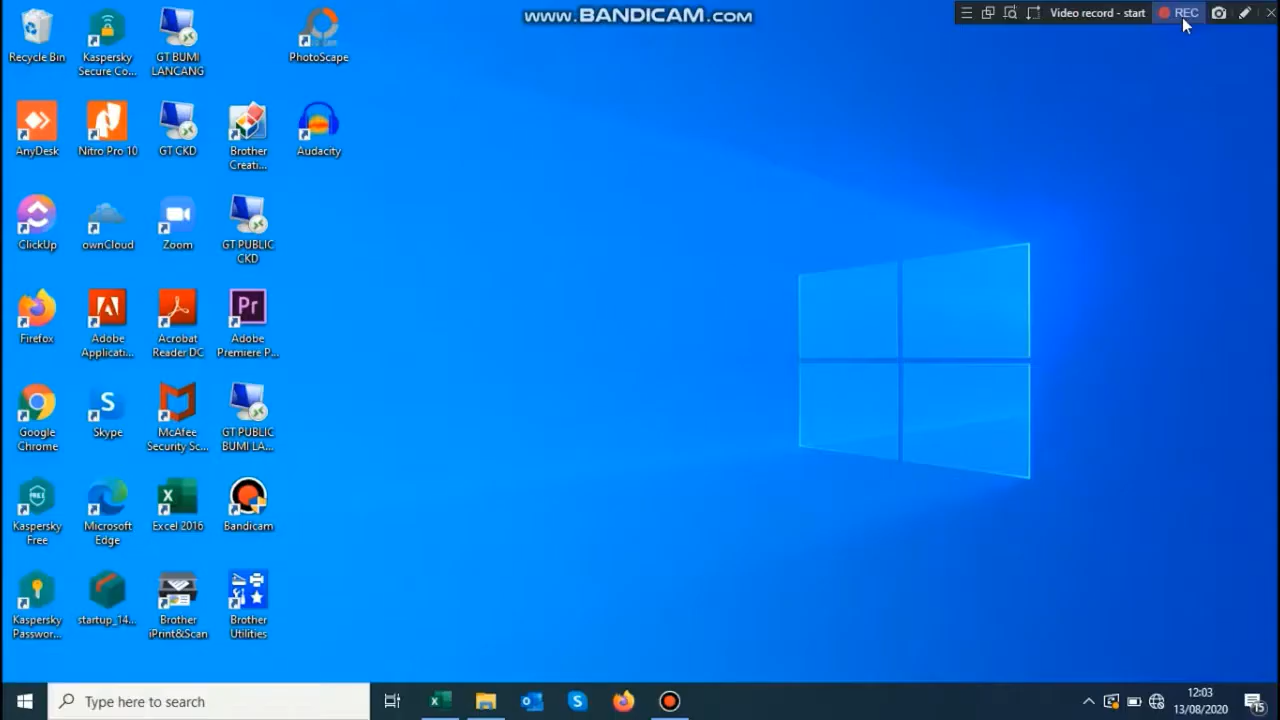 www.BANDICAM.com
Video record - start
REC
Recycle Bin
Kaspersky
Secure Co...
GT BUMI
LANCANG
PhotoScape
AnyDesk
Nitro Pro 10
GT CKD
Brother
Creati...
Audacity
ClickUp
ownCloud
Zoom
GT PUBLIC
CKD
Firefox
Adobe
Applicati...
Acrobat
Reader DC
Pr
Adobe
Premiere P...
Google
Chrome
Skype
McAfee
Security Sc...
GT PUBLIC
BUMI LA...
FREE
Kaspersky
Free
Microsoft
Edge
Excel 2016
Bandicam
Kaspersky
Passwor...
startup_14...
Brother
iPrint&Scan
Brother
Utilities
Type here to search
12:03
13/08/2020
15